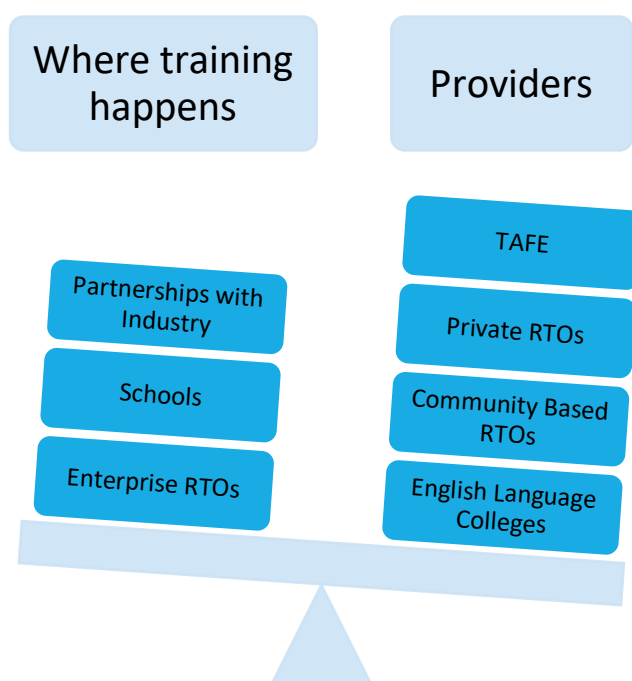 Where training
happens
Providers
Partnerships with
Industry
Schools
Enterprise RTOs
TAFE
Private RTOs
Community Based
RTOs
English Language
Colleges